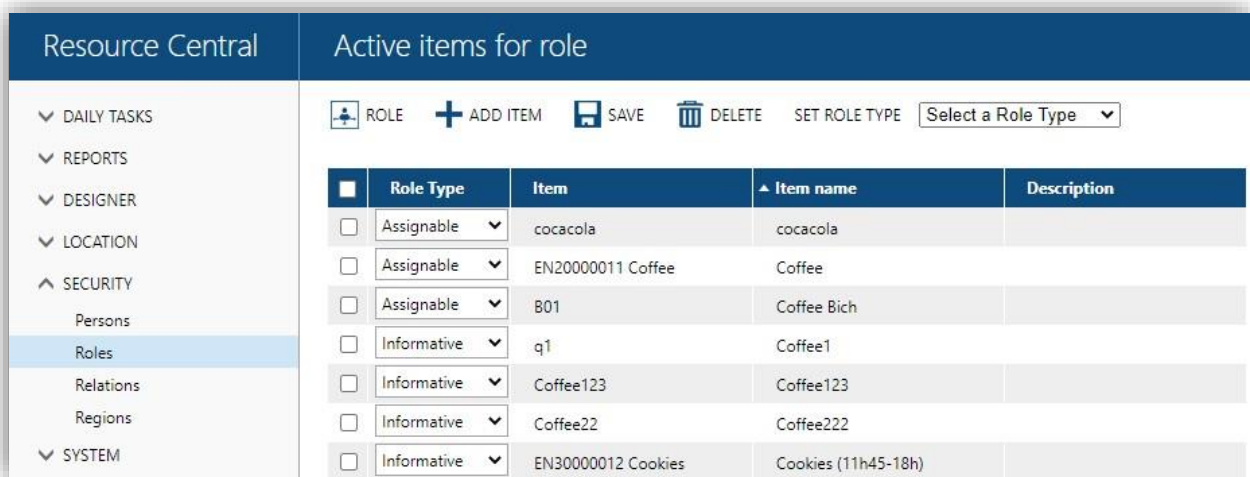 Resource Central
Active items for role
DAILY TASKS
REPORTS
DESIGNER
LOCATION
SECURITY
Persons
Roles
Relations
Regions
SYSTEM
ROLE ADD ITEM SAVE DELETE SET ROLE TYPE Select a Role Type
Role Type Item Item name Description
Assignable cocacola cocacola
Assignable EN20000011 Coffee Coffee
Assignable B01 Coffee Bich
Informative q1 Coffee1
Informative Coffee123 Coffee123
Informative Coffee22 Coffee222
Informative EN30000012 Cookies Cookies (11h45-18h)